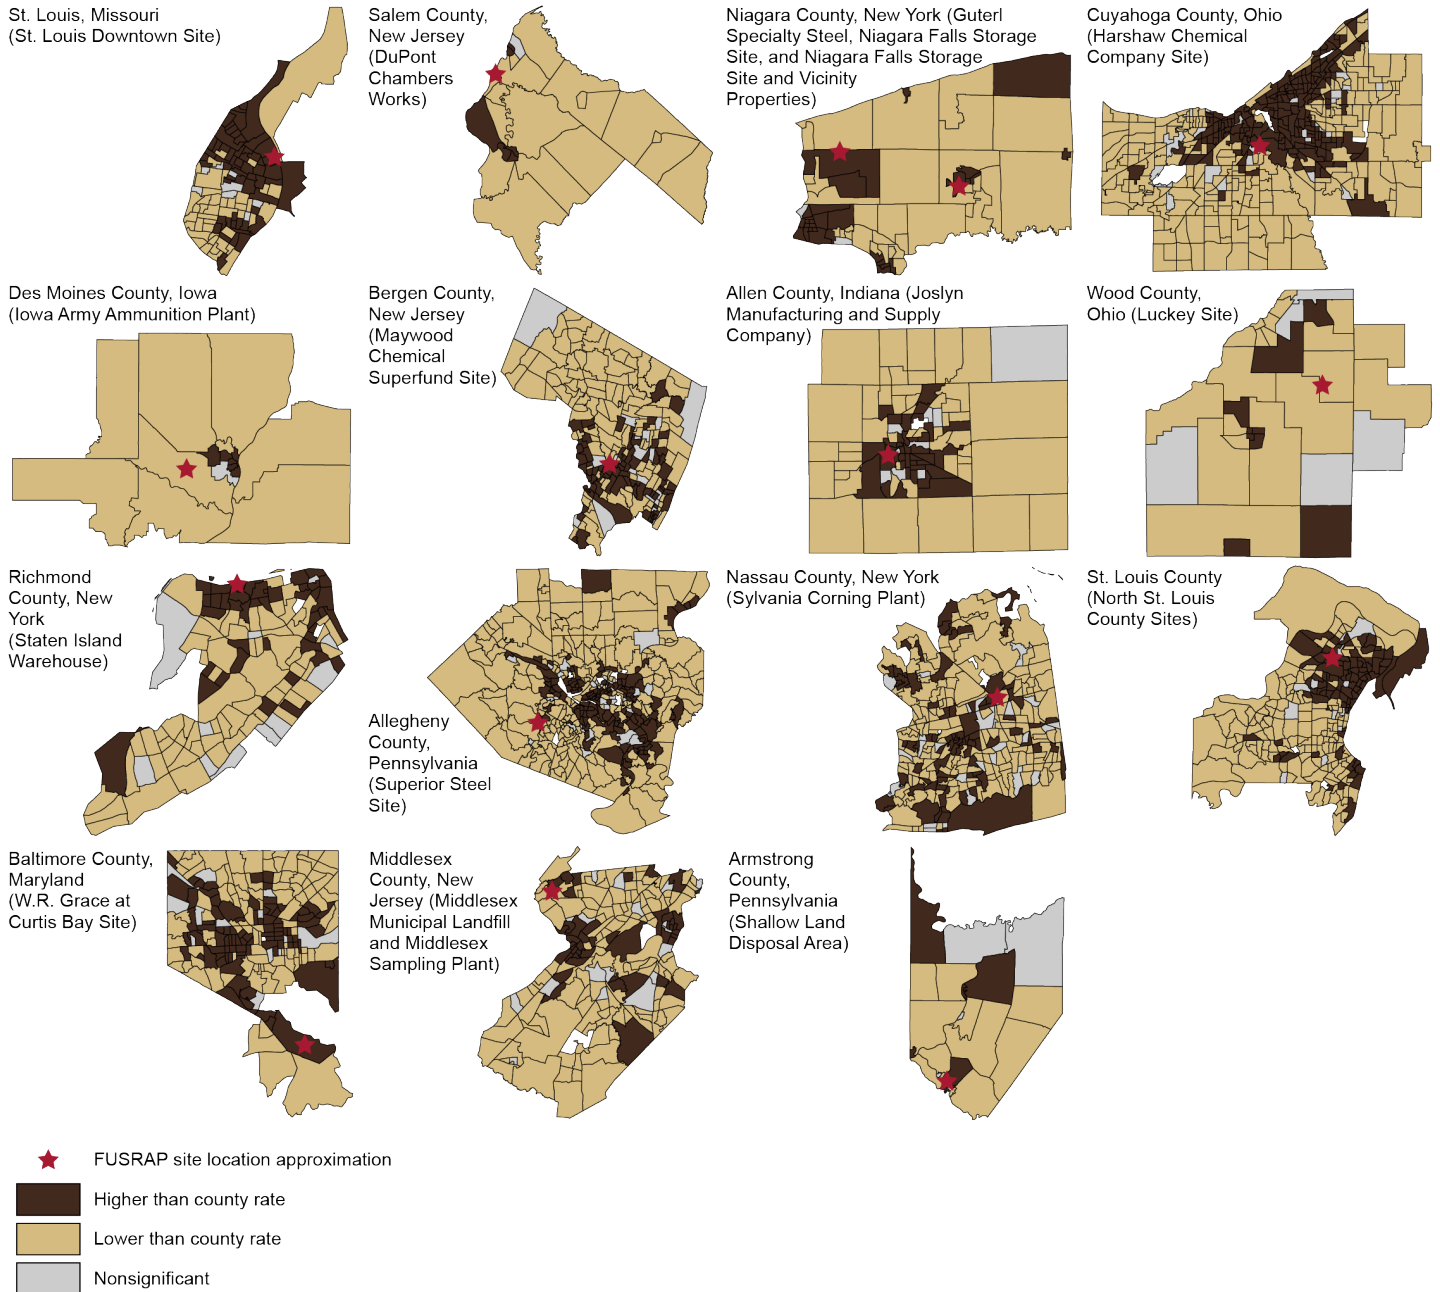 St. Louis, Missouri
(St. Louis Downtown Site)
Salem County,
New Jersey
(DuPont
Chambers
Works)
Niagara County, New York (Guterl
Specialty Steel, Niagara Falls Storage
Site, and Niagara Falls Storage
Site and Vicinity
Properties)
Cuyahoga County, Ohio
(Harshaw Chemical
Company Site)
Des Moines County, Iowa
(Iowa Army Ammunition Plant)
Bergen County,
New Jersey
(Maywood
Chemical
Superfund Site)
Allen County, Indiana (Joslyn
Manufacturing and Supply
Company)
Wood County,
Ohio (Luckey Site)
Richmond
County, New
York
(Staten Island
Warehouse)
Allegheny
County,
Pennsylvania
(Superior Steel
Site)
Nassau County, New York
(Sylvania Corning Plant)
St. Louis County
(North St. Louis
County Sites)
Baltimore County,
Maryland
(W.R. Grace at
Curtis Bay Site)
Middlesex
County, New
Jersey (Middlesex
Municipal Landfill
and Middlesex
Sampling Plant)
Armstrong
County,
Pennsylvania
(Shallow Land
Disposal Area)
FUSRAP site location approximation
Higher than county rate
Lower than county rate
Nonsignificant